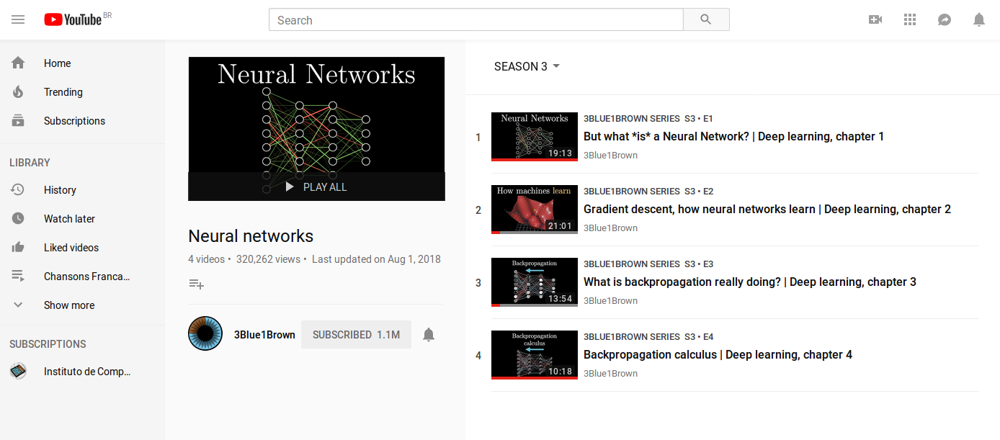 YouTube BR
Search
Home
Trending
Subscriptions
LIBRARY
History
Watch later
Liked videos
Chansons Franca...
Show more
SUBSCRIPTIONS
Instituto de Comp...
Neural Networks
PLAY ALL
Neural networks
4 videos • 320,262 views • Last updated on Aug 1, 2018
3Blue1Brown
SUBSCRIBED 1.1M
SEASON 3
1
Neural Networks
19:13
3BLUE1BROWN SERIES S3 • E1
But what *is* a Neural Network? | Deep learning, chapter 1
3Blue1Brown
2
How machines learn
21:01
3BLUE1BROWN SERIES S3 • E2
Gradient descent, how neural networks learn | Deep learning, chapter 2
3Blue1Brown
3
Backpropagation
13:54
3BLUE1BROWN SERIES S3 • E3
What is backpropagation really doing? | Deep learning, chapter 3
3Blue1Brown
4
Backpropagation
calculus
10:18
3BLUE1BROWN SERIES S3 • E4
Backpropagation calculus | Deep learning, chapter 4
3Blue1Brown